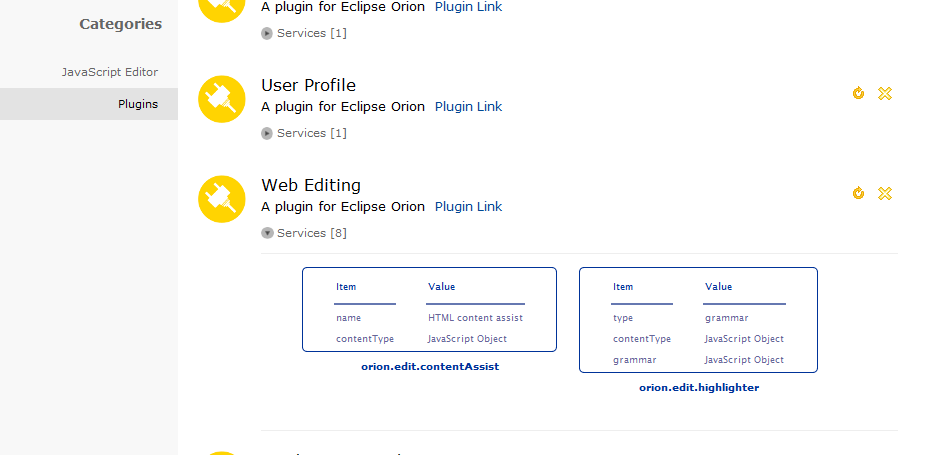 Categories
JavaScript Editor
Plugins
A plugin for Eclipse Orion Plugin Link
Services [1]
User Profile
A plugin for Eclipse Orion Plugin Link
Services [1]
Web Editing
A plugin for Eclipse Orion Plugin Link
Services [8]
Item Value
name HTML content assist
contentType JavaScript Object
orion.edit.contentAssist
Item Value
type grammar
contentType JavaScript Object
grammar JavaScript Object
orion.edit.highlighter